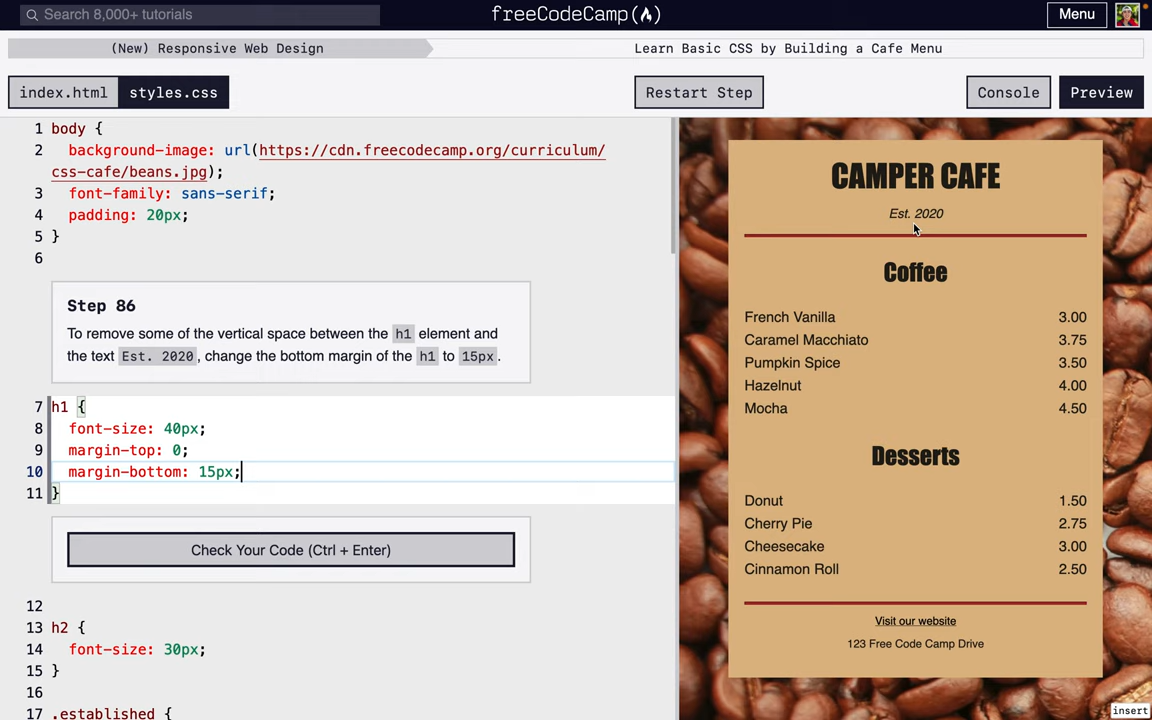 Search 8,000+ tutorials
freeCodeCamp
Menu
(New) Responsive Web Design
Learn Basic CSS by Building a Cafe Menu
index.html
styles.css
Restart Step
Console
Preview
1 body {
2 background-image: url(https://cdn.freecodecamp.org/curriculum/
css-cafe/beans.jpg);
3 font-family: sans-serif;
4 padding: 20px;
5 }
6
Step 86
To remove some of the vertical space between the h1 element and
the text Est. 2020, change the bottom margin of the h1 to 15px.
7 h1 {
8 font-size: 40px;
9 margin-top: 0;
10 margin-bottom: 15px;
11 }
Check Your Code (Ctrl + Enter)
12
13 h2 {
14 font-size: 30px;
15 }
16
17 .established {
CAMPER CAFE
Est. 2020
Coffee
French Vanilla 3.00
Caramel Macchiato 3.75
Pumpkin Spice 3.50
Hazelnut 4.00
Mocha 4.50
Desserts
Donut 1.50
Cherry Pie 2.75
Cheesecake 3.00
Cinnamon Roll 2.50
Visit our website
123 Free Code Camp Drive
insert